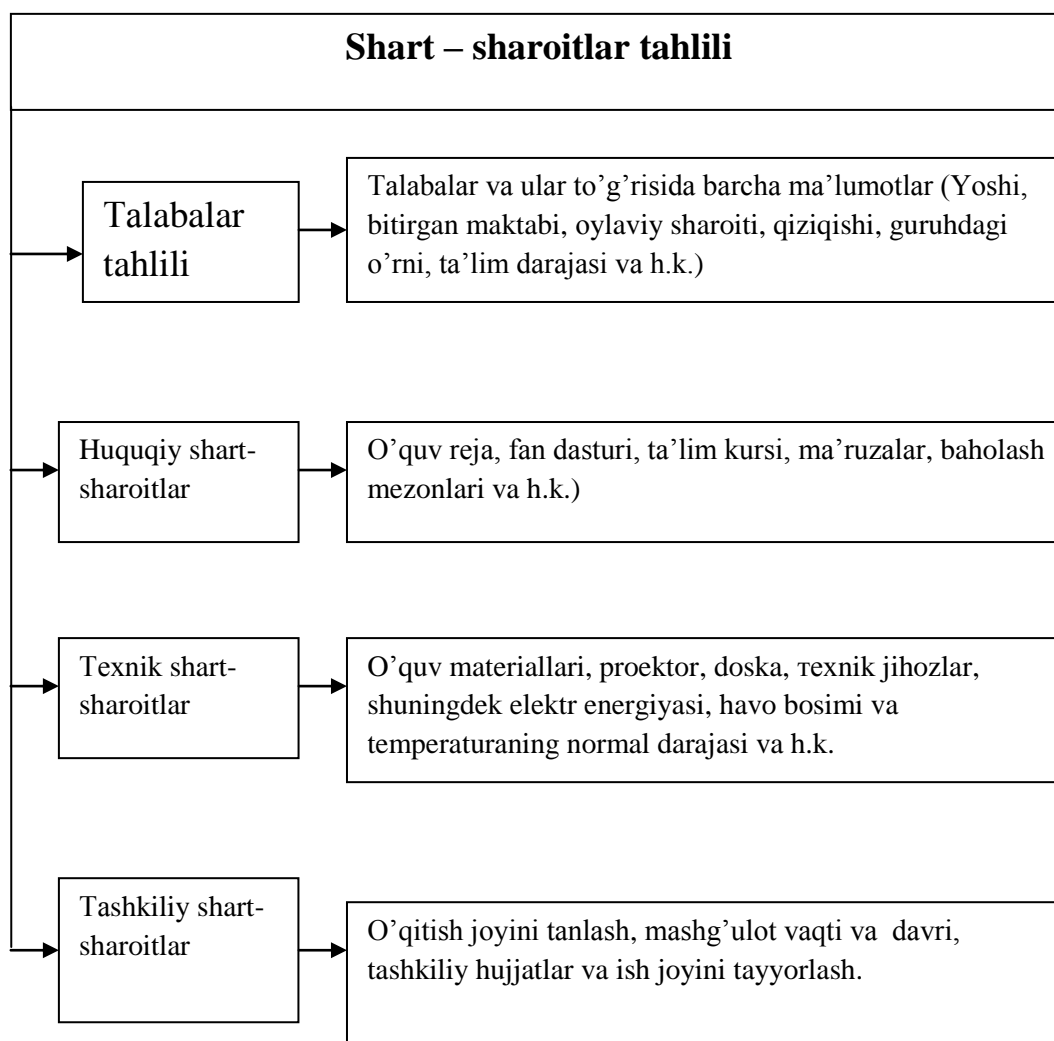 Shart – sharoitlar tahlili
Talabalar
tahlili
Talabalar va ular to’g’risida barcha ma’lumotlar (Yoshi,
bitirgan maktabi, oylaviy sharoiti, qiziqishi, guruhdagi
o’rni, ta’lim darajasi va h.k.)
Huquqiy shart-
sharoitlar
O’quv reja, fan dasturi, ta’lim kursi, ma’ruzalar, baholash
mezonlari va h.k.)
Texnik shart-
sharoitlar
O’quv materiallari, proektor, doska, тexnik jihozlar,
shuningdek elektr energiyasi, havo bosimi va
temperaturaning normal darajasi va h.k.
Tashkiliy shart-
sharoitlar
O’qitish joyini tanlash, mashg’ulot vaqti va  davri,
tashkiliy hujjatlar va ish joyini tayyorlash.